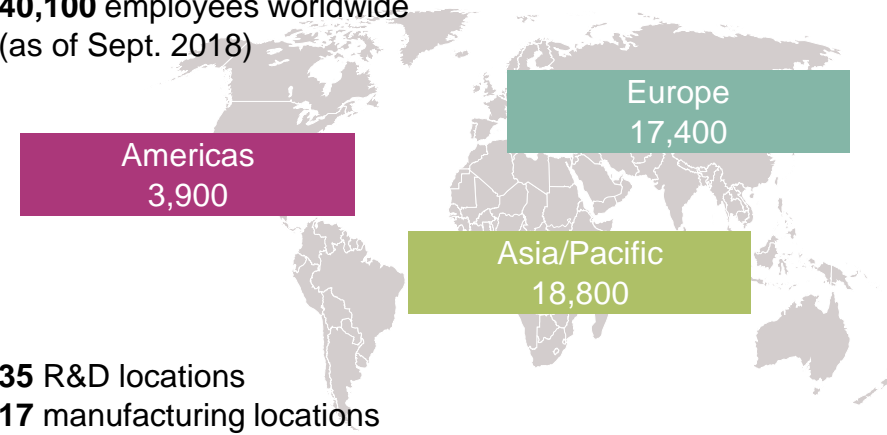 40,100 employees worldwide
(as of Sept. 2018)
Europe
17,400
Americas
3,900
Asia/Pacific
18,800
35 R&D locations
17 manufacturing locations